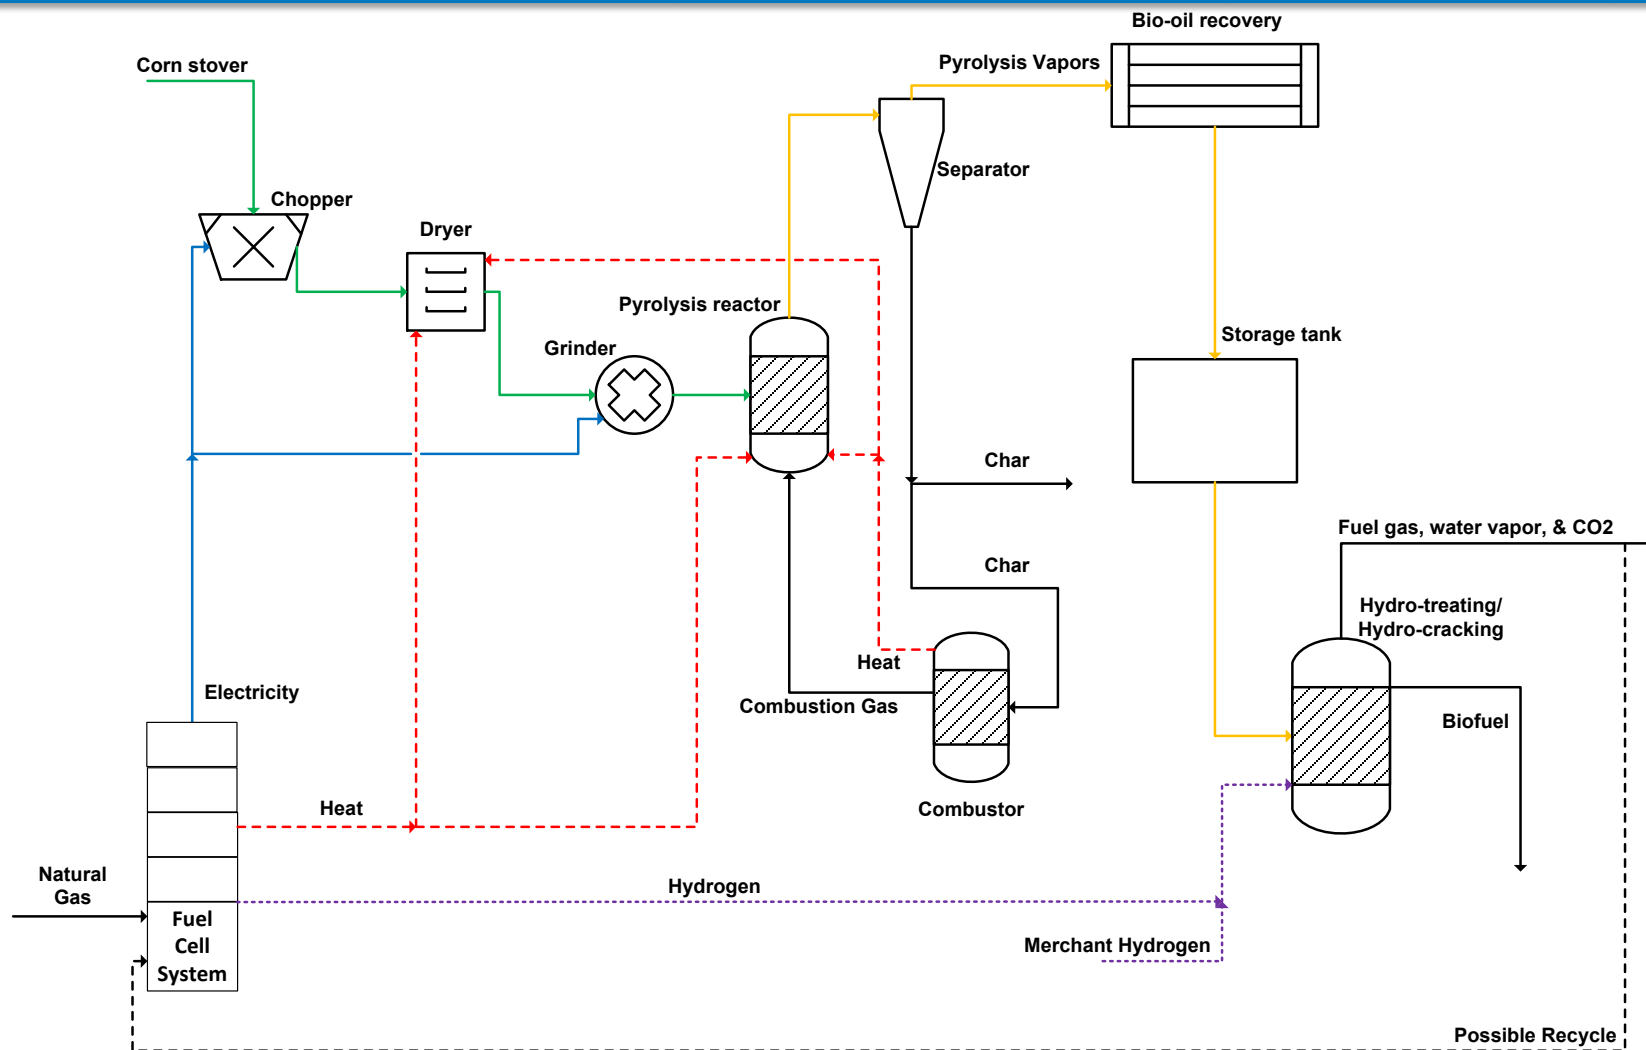 Bio-oil recovery
Corn stover
Pyrolysis Vapors
Separator
Chopper
Dryer
Pyrolysis reactor
Storage tank
Grinder
Char
Fuel gas, water vapor, & CO2
Char
Hydro-treating/
Hydro-cracking
Heat
Electricity
Combustion Gas
Biofuel
Heat
Combustor
Natural
Gas
Hydrogen
Fuel
Cell
System
Merchant Hydrogen
Possible Recycle